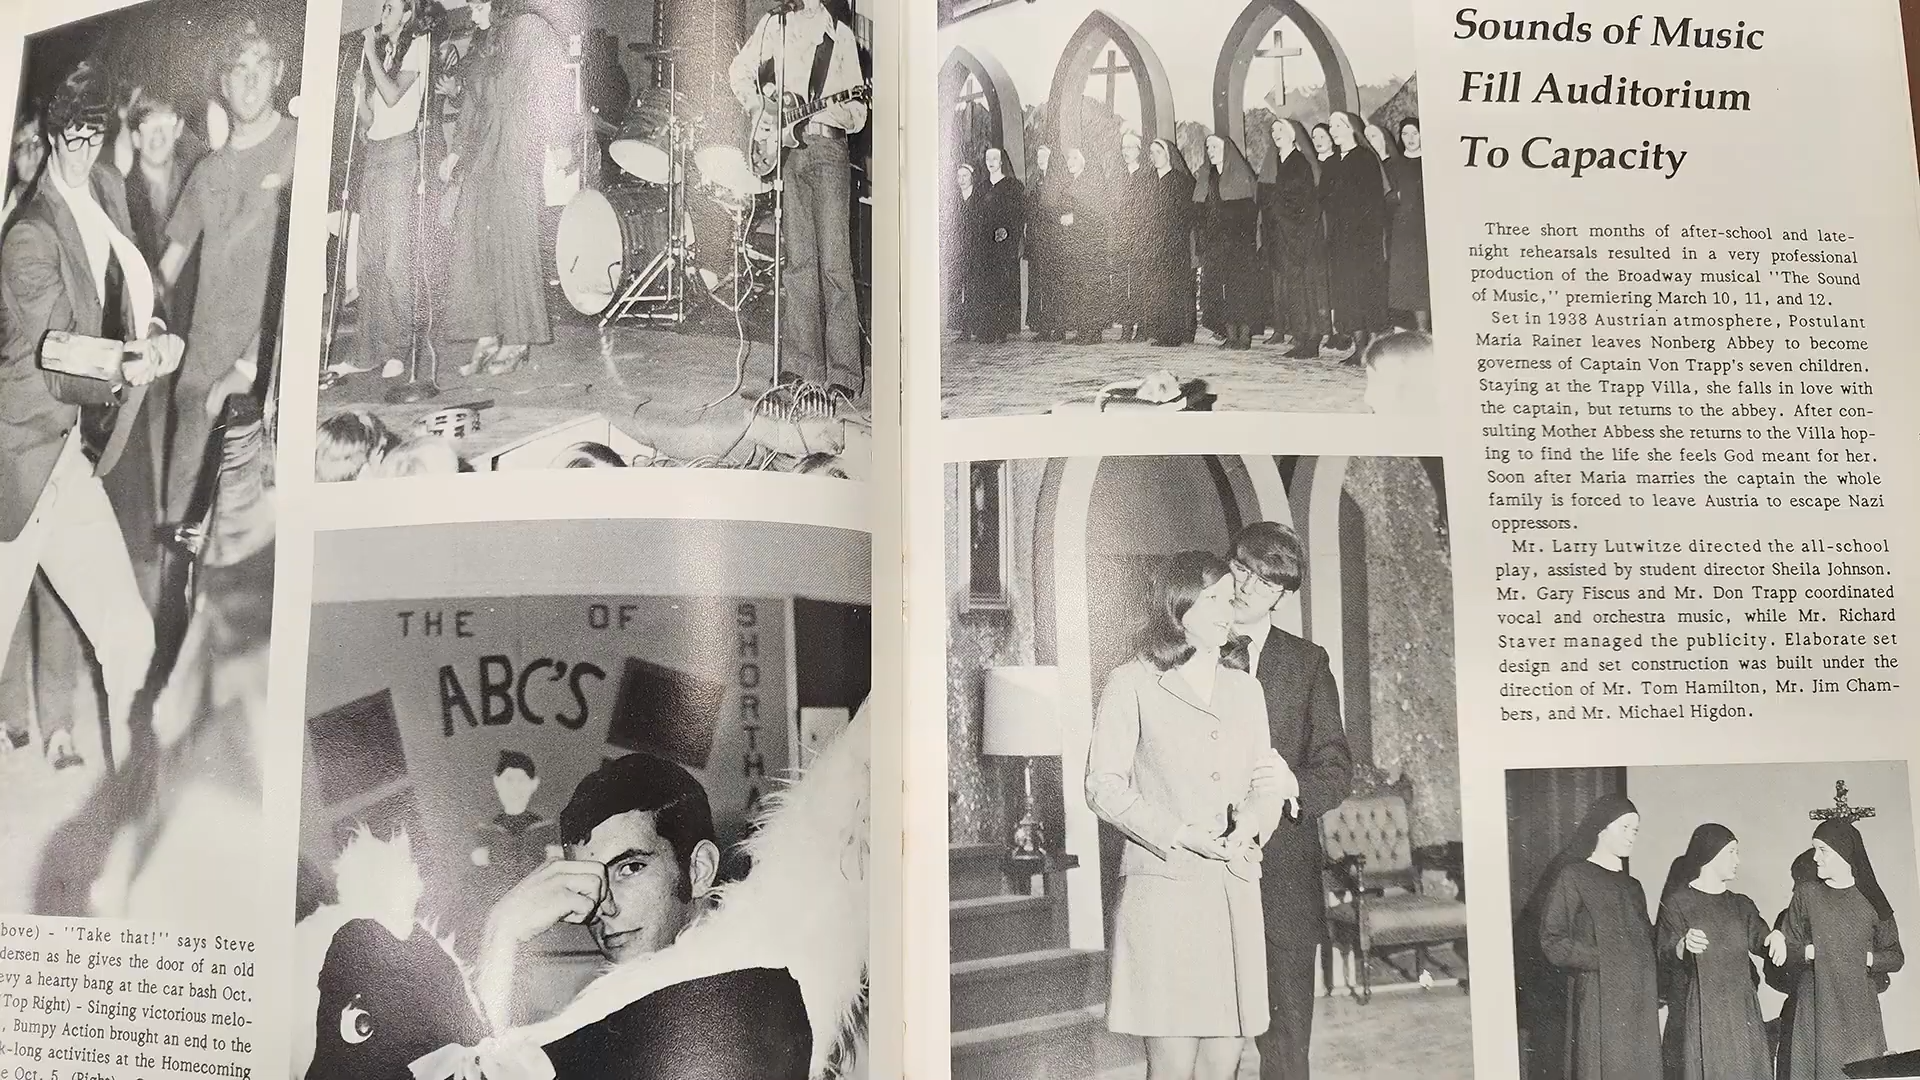 THE OF
ABC'S
SHORTHA
bove) - "Take that!" says Steve
dersen as he gives the door of an old
evy a hearty bang at the car bash Oct.
Top Right) - Singing victorious melo-
, Bumpy Action brought an end to the
k-long activities at the Homecoming
e Oct. 5. (Right)
Sounds of Music
Fill Auditorium
To Capacity
Three short months of after-school and late-
night rehearsals resulted in a very professional
production of the Broadway musical "The Sound
of Music," premiering March 10, 11, and 12.
Set in 1938 Austrian atmosphere, Postulant
Maria Rainer leaves Nonberg Abbey to become
governess of Captain Von Trapp's seven children.
Staying at the Trapp Villa, she falls in love with
the captain, but returns to the abbey. After con-
sulting Mother Abbess she returns to the Villa hop-
ing to find the life she feels God meant for her.
Soon after Maria marries the captain the whole
family is forced to leave Austria to escape Nazi
oppressors.
Mr. Larry Lutwitze directed the all-school
play, assisted by student director Sheila Johnson.
Mr. Gary Fiscus and Mr. Don Trapp coordinated
vocal and orchestra music, while Mr. Richard
Staver managed the publicity. Elaborate set
design and set construction was built under the
direction of Mr. Tom Hamilton, Mr. Jim Cham-
bers, and Mr. Michael Higdon.